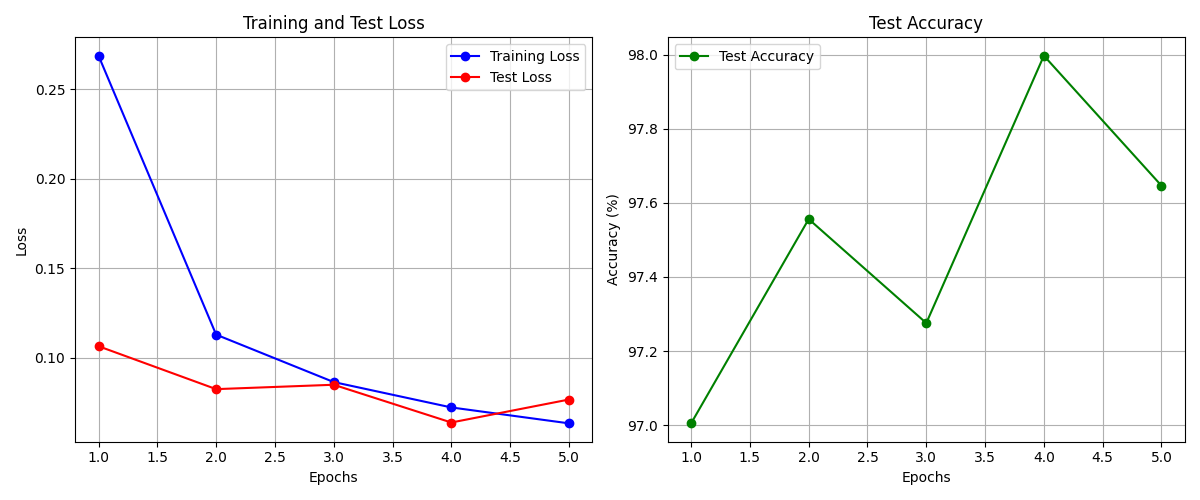 Training and Test Loss
Training Loss
Test Loss
0.25
0.20
0.15
0.10
Loss
1.0 1.5 2.0 2.5 3.0 3.5 4.0 4.5 5.0
Epochs
Test Accuracy
Test Accuracy
98.0
97.8
97.6
97.4
97.2
97.0
Accuracy (%)
1.0 1.5 2.0 2.5 3.0 3.5 4.0 4.5 5.0
Epochs